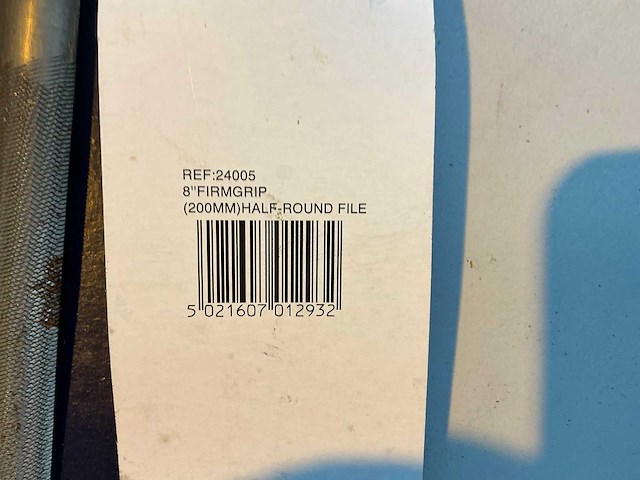 REF:24005
8"FIRMGRIP
(200MM)HALF-ROUND FILE
5 021607 012932